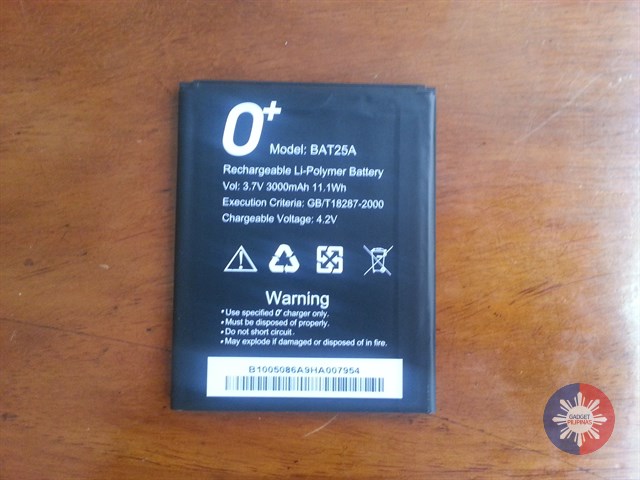 O+
Model: BAT25A
Rechargeable Li-Polymer Battery
Vol: 3.7V 3000mAh 11.1Wh
Execution Criteria: GB/T18287-2000
Chargeable Voltage: 4.2V
Warning
• Use specified O+ charger only.
• Must be disposed of properly.
• Do not short circuit.
• May explode if damaged or disposed of in fire.
B1005086A9HA007954
GADGET
PILIPINAS